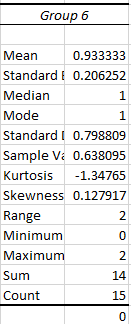 Group 6
Mean 0.933333
Standard E 0.206252
Median 1
Mode 1
Standard D 0.798809
Sample Va 0.638095
Kurtosis -1.34765
Skewness 0.127917
Range 2
Minimum 0
Maximum 2
Sum 14
Count 15
0